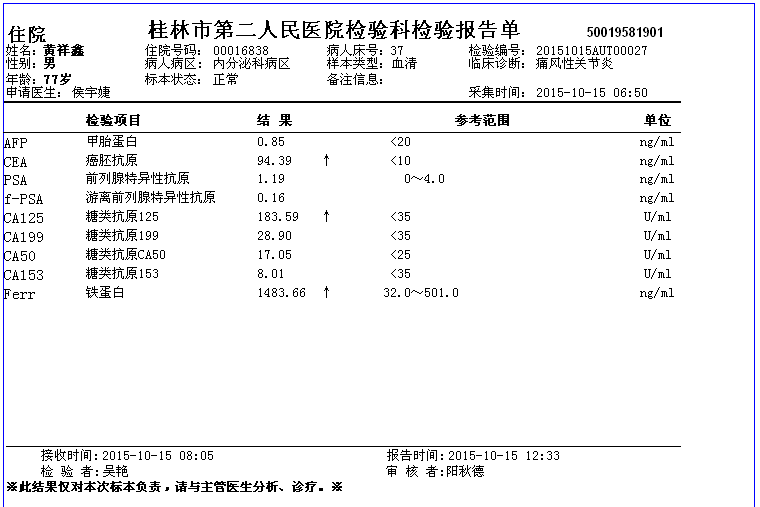 住院 桂林市第二人民医院检验科检验报告单 50019581901
姓名: 黄祥鑫 住院号码: 00016838 病人床号: 37 检验编号: 20151015AUT00027
性别: 男 病人病区: 内分泌科病区 样本类型: 血清 临床诊断: 痛风性关节炎
年龄: 77岁 标本状态: 正常 备注信息:
申请医生: 侯宇婕 采集时间: 2015-10-15 06:50
检验项目 结 果 参考范围 单位
AFP 甲胎蛋白 0.85 <20 ng/ml
CEA 癌胚抗原 94.39 ↑ <10 ng/ml
PSA 前列腺特异性抗原 1.19 0～4.0 ng/ml
f-PSA 游离前列腺特异性抗原 0.16 ng/ml
CA125 糖类抗原125 183.59 ↑ <35 U/ml
CA199 糖类抗原199 28.90 <35 U/ml
CA50 糖类抗原CA50 17.05 <25 U/ml
CA153 糖类抗原153 8.01 <35 U/ml
Ferr 铁蛋白 1483.66 ↑ 32.0～501.0 ng/ml
接收时间: 2015-10-15 08:05 报告时间: 2015-10-15 12:33
检 验 者: 吴艳 审 核 者: 阳秋德
※此结果仅对本次标本负责，请与主管医生分析、诊疗。※